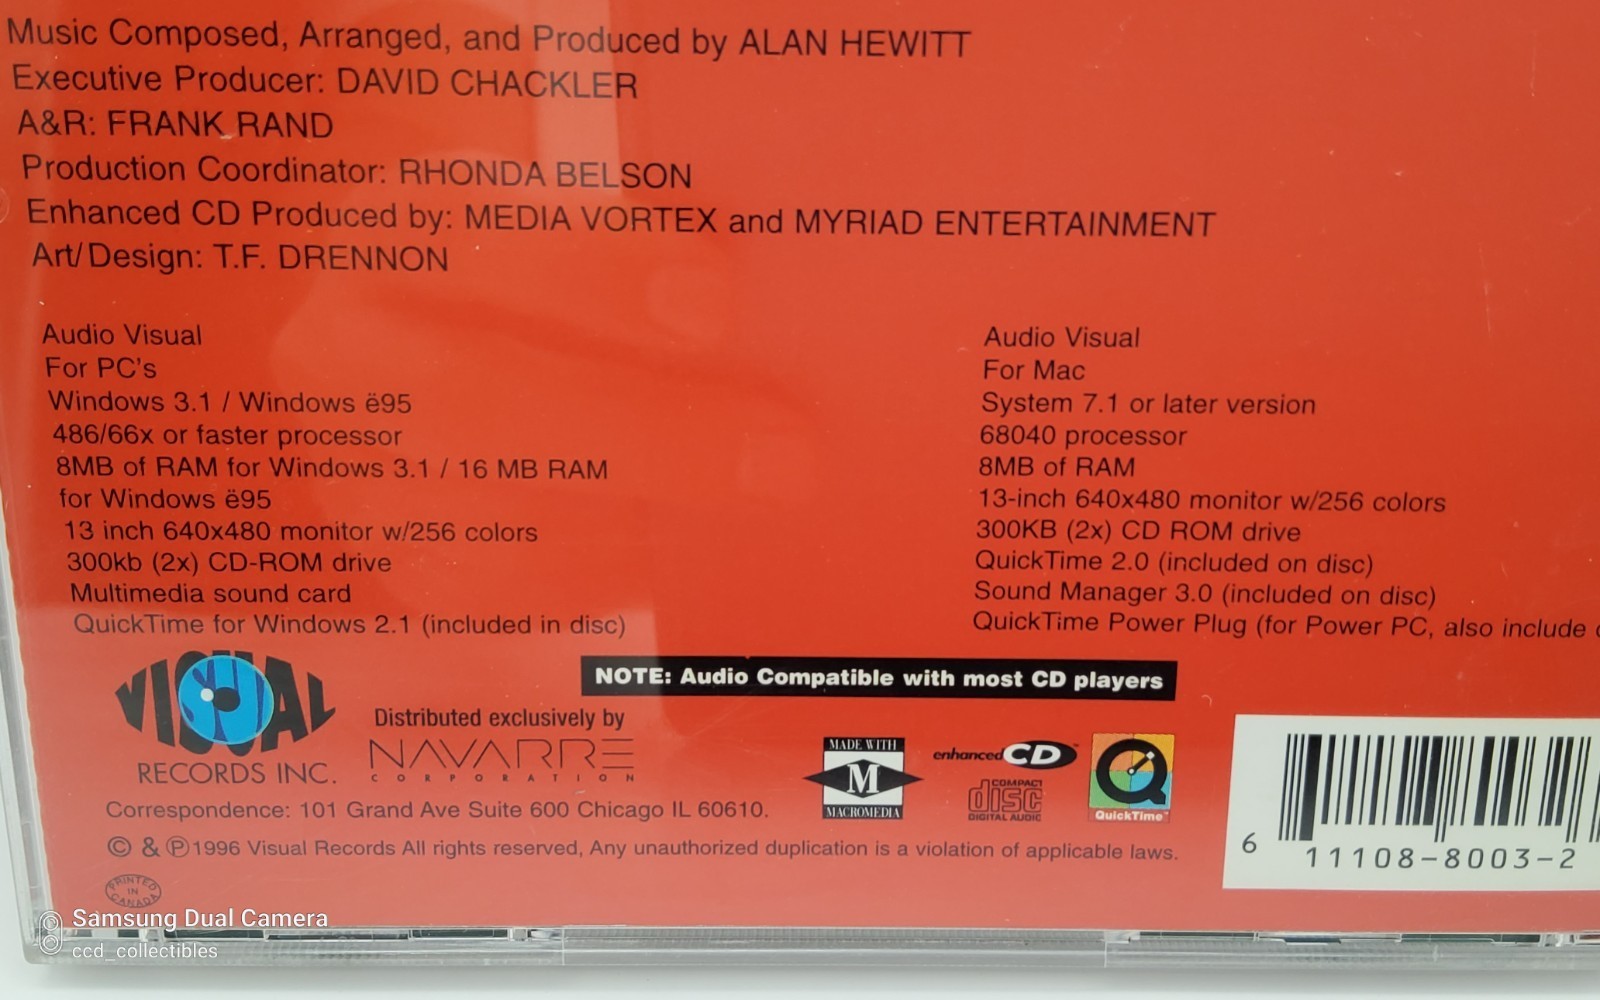 Music Composed, Arranged, and Produced by ALAN HEWITT
Executive Producer: DAVID CHACKLER
A&R: FRANK RAND
Production Coordinator: RHONDA BELSON
Enhanced CD Produced by: MEDIA VORTEX and MYRIAD ENTERTAINMENT
Art/Design: T.F. DRENNON
Audio Visual
For PC's
Windows 3.1 / Windows ë95
486/66x or faster processor
8MB of RAM for Windows 3.1 / 16 MB RAM
for Windows ë95
13 inch 640x480 monitor w/256 colors
300kb (2x) CD-ROM drive
Multimedia sound card
QuickTime for Windows 2.1 (included in disc)
Audio Visual
For Mac
System 7.1 or later version
68040 processor
8MB of RAM
13-inch 640x480 monitor w/256 colors
300KB (2x) CD ROM drive
QuickTime 2.0 (included on disc)
Sound Manager 3.0 (included on disc)
QuickTime Power Plug (for Power PC, also include
NOTE: Audio Compatible with most CD players
VISUAL
RECORDS INC.
Distributed exclusively by
NAVARRE
CORPORATION
MADE WITH
M
MACROMEDIA
enhanced CD
COMPACT
disc
DIGITAL AUDIO
QuickTime™
Correspondence: 101 Grand Ave Suite 600 Chicago IL 60610.
© & ℗1996 Visual Records All rights reserved, Any unauthorized duplication is a violation of applicable laws.
6 11108-8003-2
PRINTED
IN
CANADA
Samsung Dual Camera
ccd_collectibles